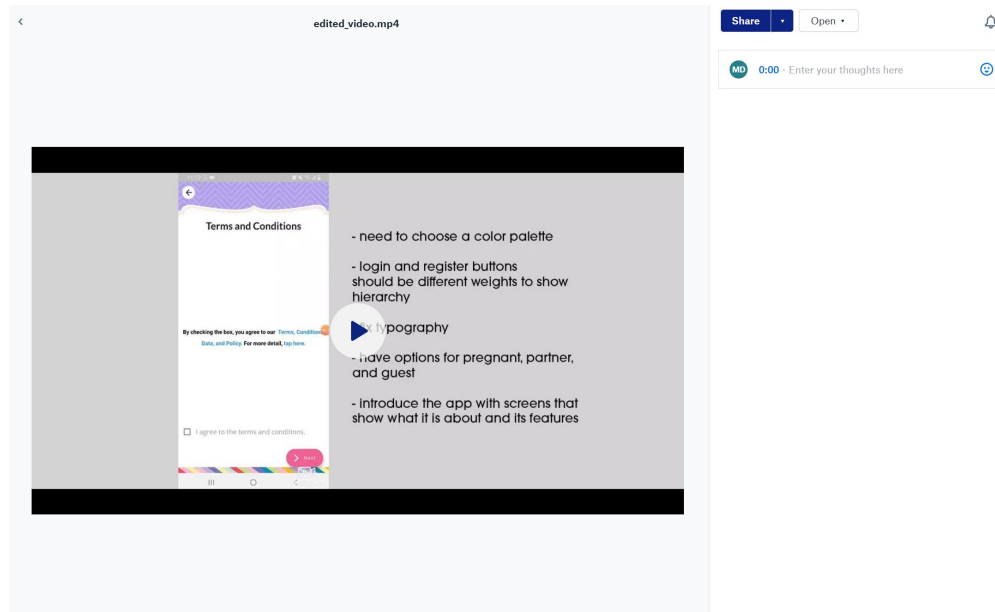 edited_video.mp4
Share
Open
MD 0:00 · Enter your thoughts here
Terms and Conditions
By checking the box, you agree to our Terms, Condition
Data, and Policy. For more detail, tap here.
I agree to the terms and conditions.
Next
- need to choose a color palette
- login and register buttons
should be different weights to show
hierarchy
typography
- have options for pregnant, partner,
and guest
- introduce the app with screens that
show what it is about and its features